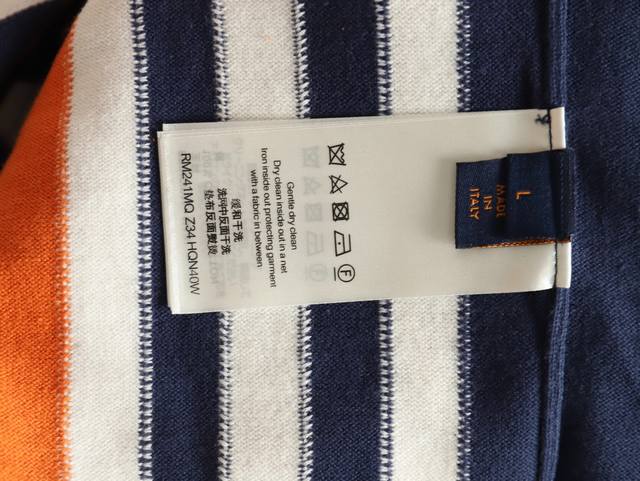 Gentle dry clean
Dry clean inside out in a net
Iron inside out protecting garment
with a fabric in between
缓和干洗
洗网中反面干洗
垫布反面熨烫
RM241MQ Z34 HQN40W
L
MADE
IN
ITALY
F